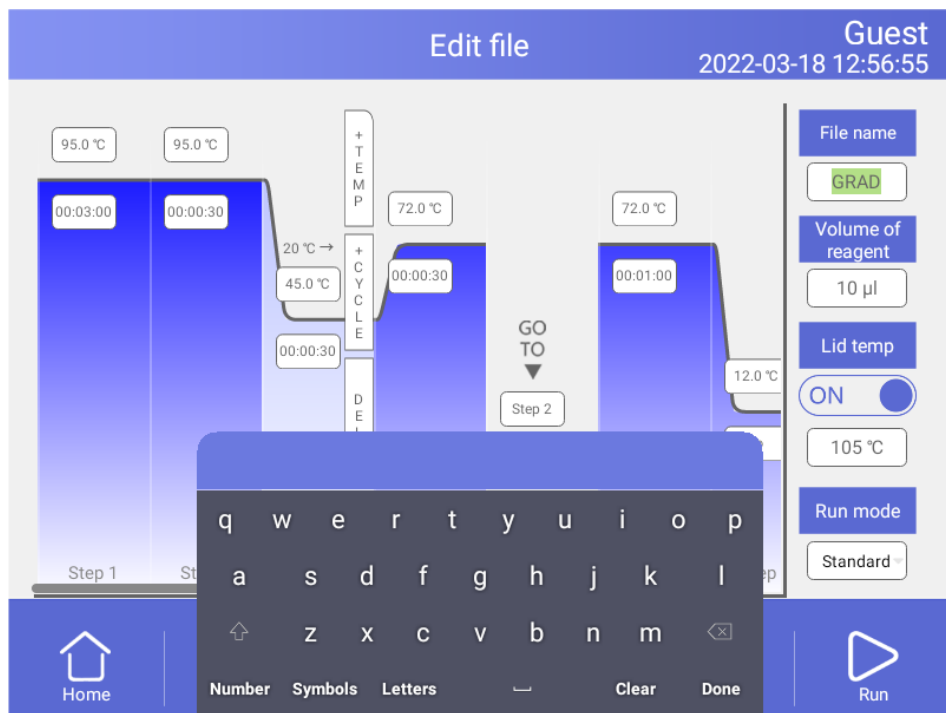 Edit file
Guest
2022-03-18 12:56:55
95.0 ℃
95.0 ℃
00:03:00
00:00:30
20 ℃ →
45.0 ℃
00:00:30
+TEMP
+CYCLE
DEL
72.0 ℃
00:00:30
GO
TO
Step 2
72.0 ℃
00:01:00
12.0 ℃
Step 1
File name
GRAD
Volume of
reagent
10 µl
Lid temp
ON
105 ℃
Run mode
Standard
q w e r t y u i o p
a s d f g h j k l
z x c v b n m
Number Symbols Letters Clear Done
Home
Run